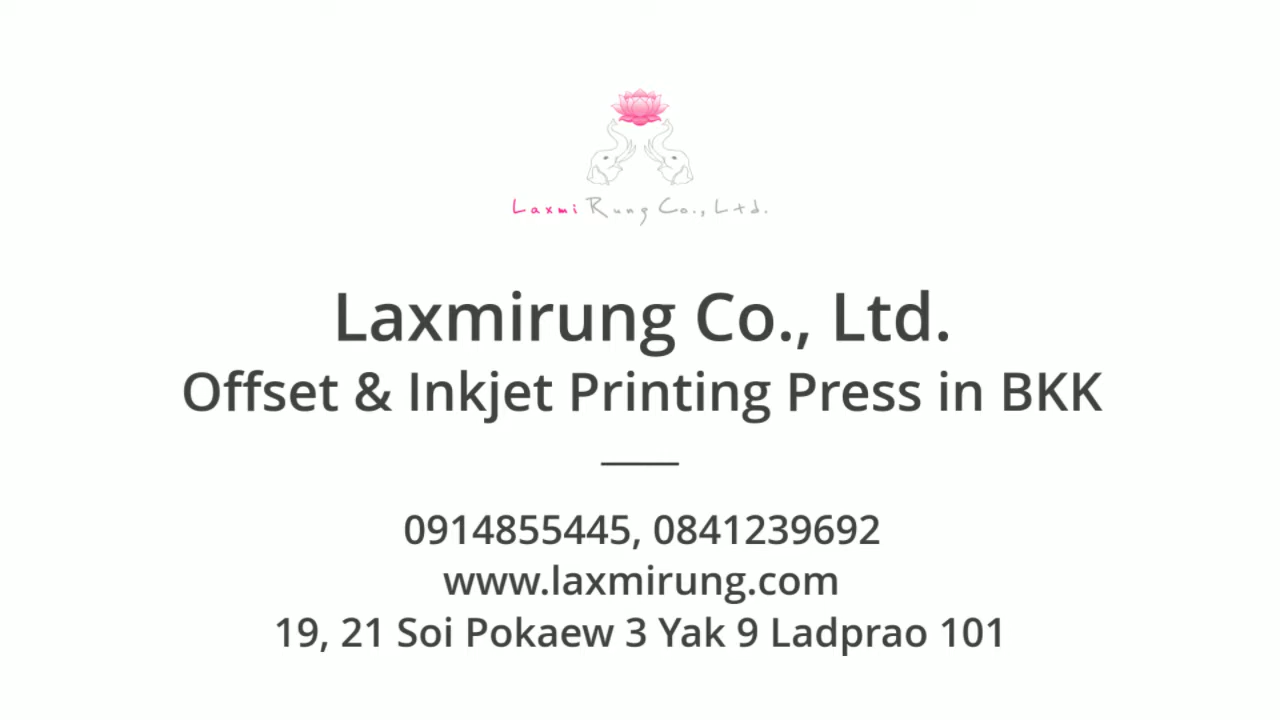 Laxmi Rung Co., Ltd.
Laxmirung Co., Ltd.
Offset & Inkjet Printing Press in BKK
0914855445, 0841239692
www.laxmirung.com
19, 21 Soi Pokaew 3 Yak 9 Ladprao 101